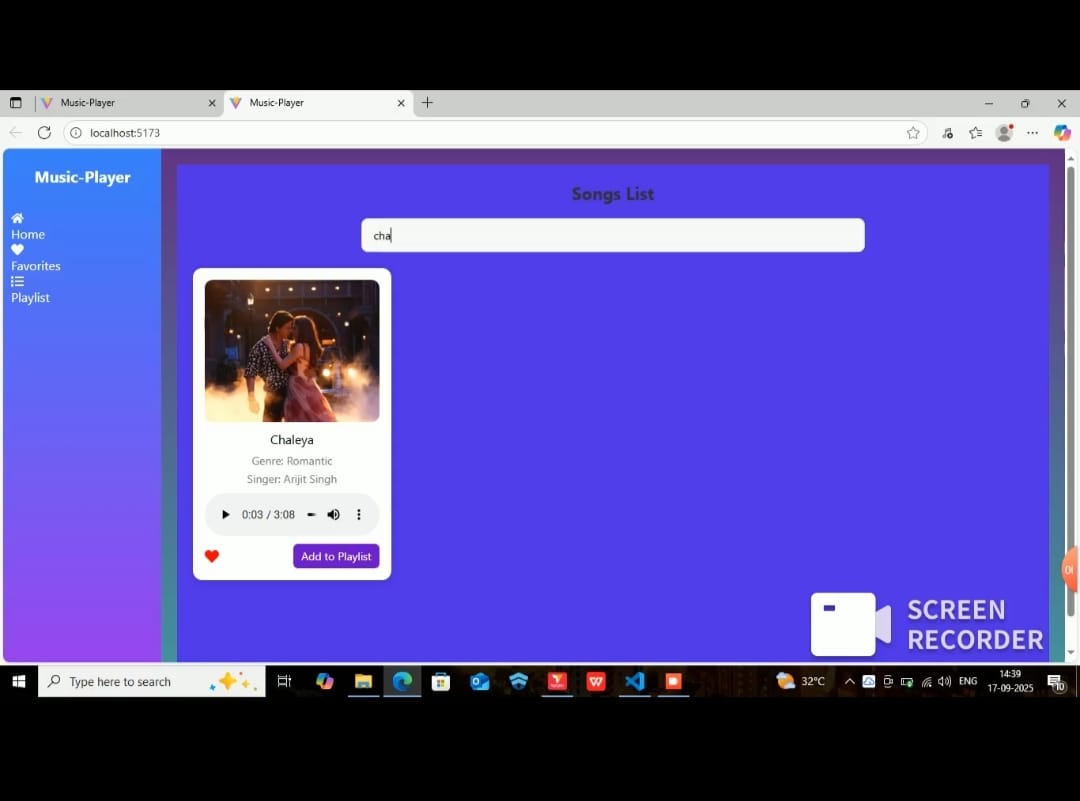 Music-Player
Music-Player
localhost:5173
Music-Player
Home
Favorites
Playlist
Songs List
cha
Chaleya
Genre: Romantic
Singer: Arijit Singh
0:03 / 3:08
Add to Playlist
SCREEN
RECORDER
Type here to search
32°C
ENG
14:39
17-09-2025
10